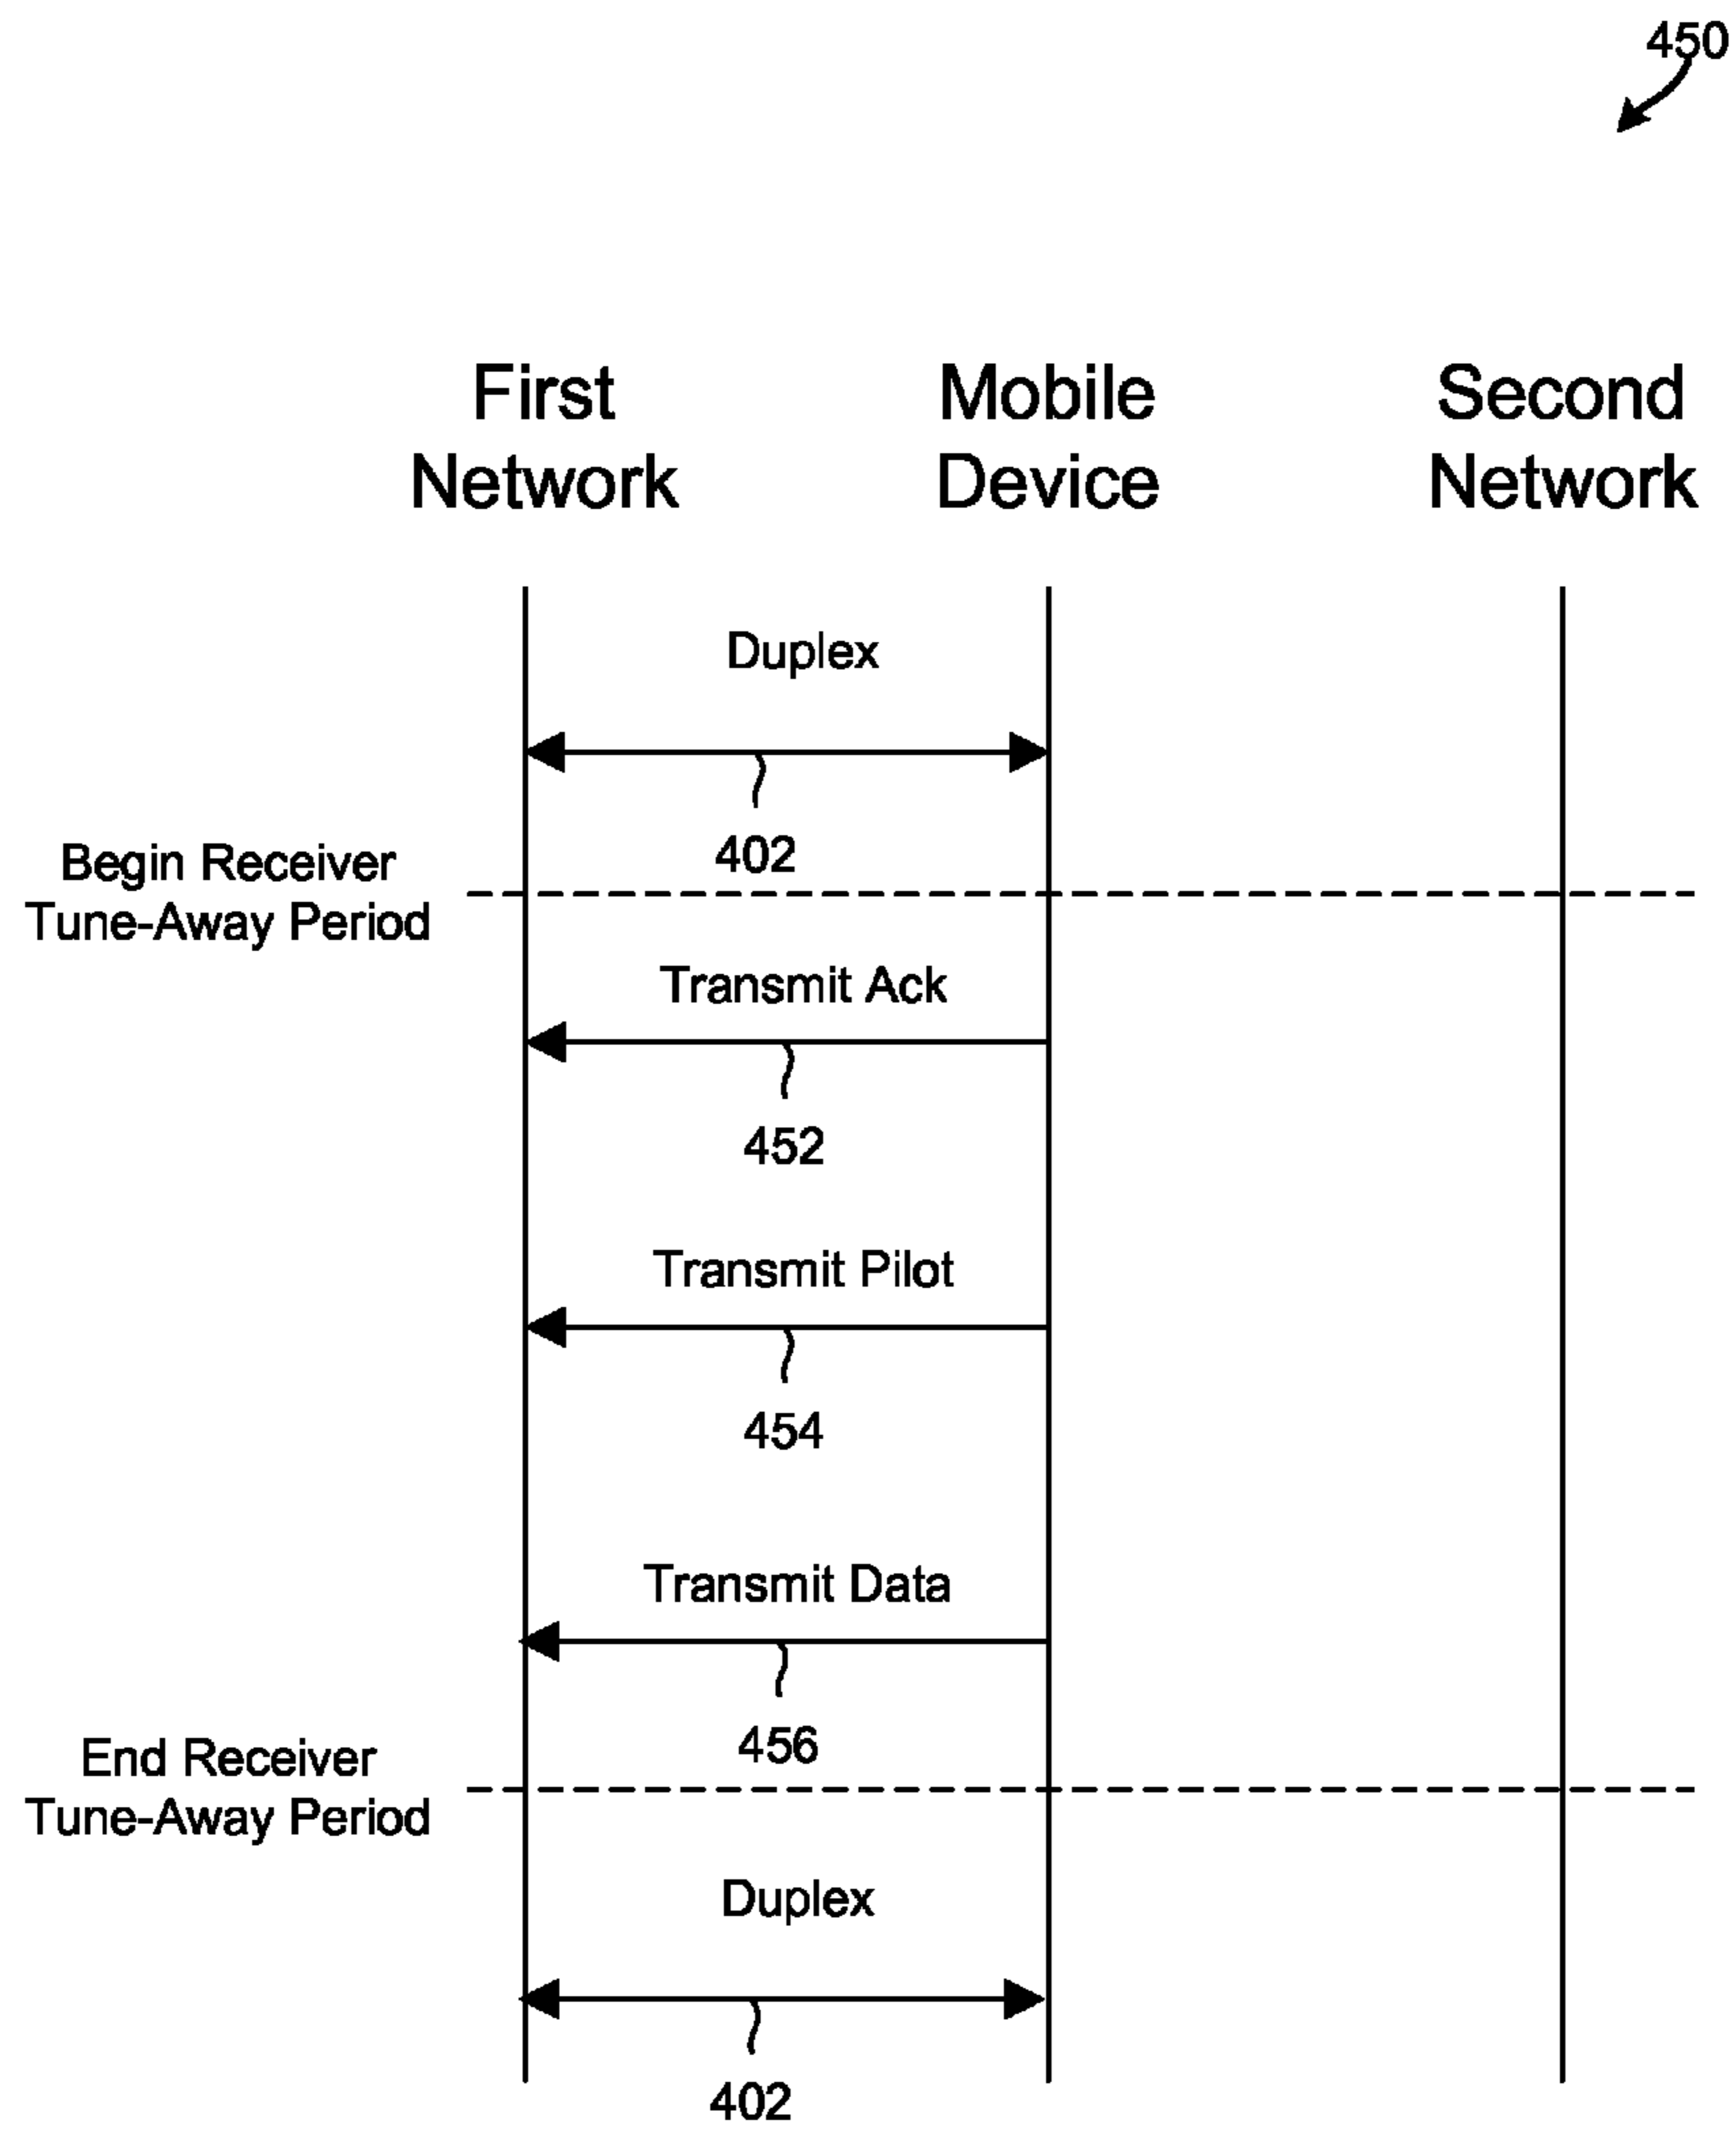 450
First
Network
Mobile
Device
Second
Network
Duplex
402
Begin Receiver
Tune-Away Period
Transmit Ack
452
Transmit Pilot
454
Transmit Data
456
End Receiver
Tune-Away Period
Duplex
402